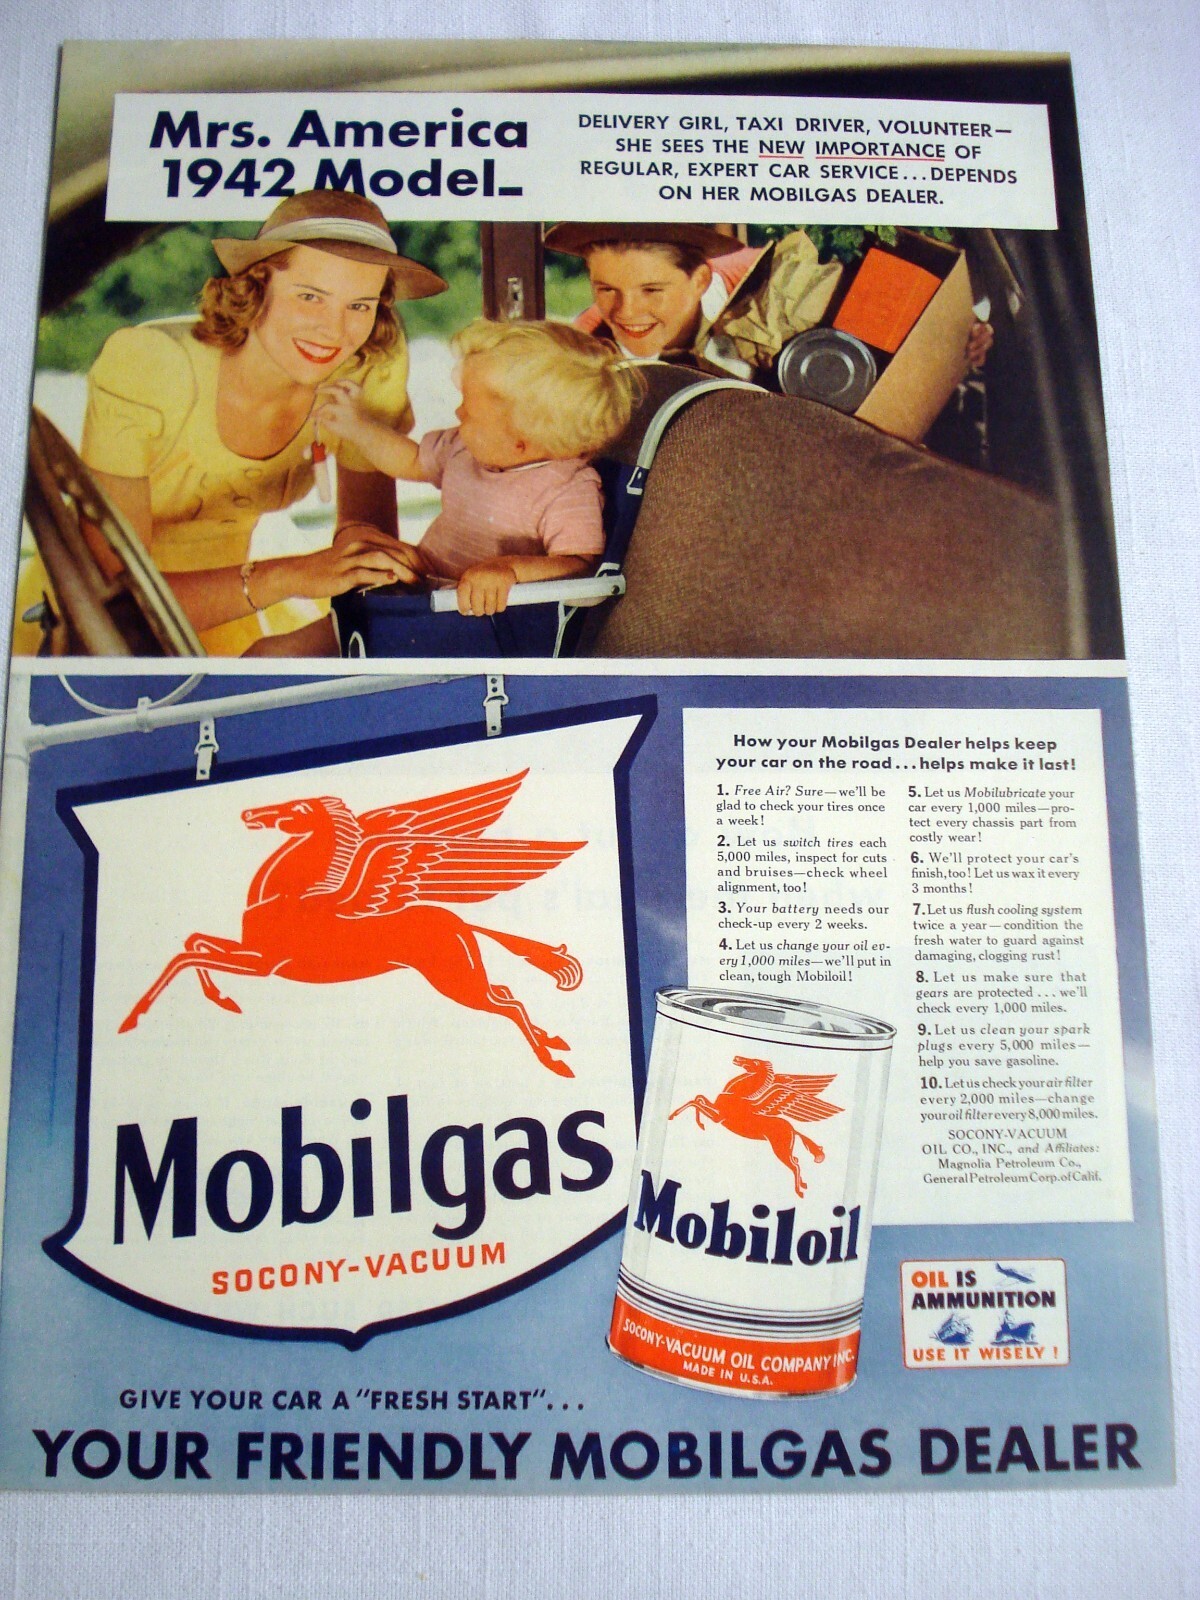 Mrs. America
1942 Model_
DELIVERY GIRL, TAXI DRIVER, VOLUNTEER—
SHE SEES THE NEW IMPORTANCE OF
REGULAR, EXPERT CAR SERVICE...DEPENDS
ON HER MOBILGAS DEALER.
How your Mobilgas Dealer helps keep
your car on the road...helps make it last!
1. Free Air? Sure—we'll be
glad to check your tires once
a week!
2. Let us switch tires each
5,000 miles, inspect for cuts
and bruises—check wheel
alignment, too!
3. Your battery needs our
check-up every 2 weeks.
4. Let us change your oil ev-
ery 1,000 miles—we'll put in
clean, tough Mobiloil!
5. Let us Mobilubricate your
car every 1,000 miles—pro-
tect every chassis part from
costly wear!
6. We'll protect your car's
finish, too! Let us wax it every
3 months!
7. Let us flush cooling system
twice a year—condition the
fresh water to guard against
damaging, clogging rust!
8. Let us make sure that
gears are protected...we'll
check every 1,000 miles.
9. Let us clean your spark
plugs every 5,000 miles—
help you save gasoline.
10. Let us check your air filter
every 2,000 miles—change
your oil filter every 8,000 miles.
SOCONY-VACUUM
OIL CO., INC., and Affiliates:
Magnolia Petroleum Co.,
General Petroleum Corp. of Calif.
Mobilgas
SOCONY-VACUUM
Mobiloil
SOCONY-VACUUM OIL COMPANY INC.
MADE IN U.S.A.
OIL IS
AMMUNITION
USE IT WISELY!
GIVE YOUR CAR A "FRESH START"...
YOUR FRIENDLY MOBILGAS DEALER